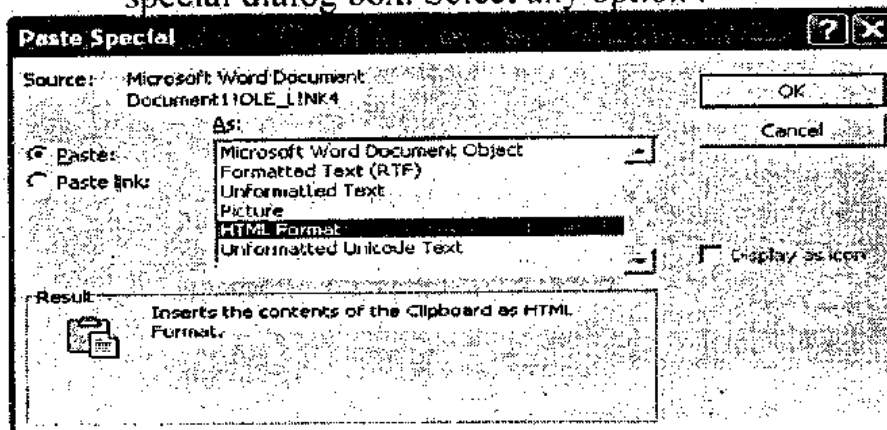 special dialog box. Select any option.
Paste Special
Source: Microsoft Word Document
Document1!OLE_LINK4
As:
Paste:
Paste link:
Microsoft Word Document Object
Formatted Text (RTF)
Unformatted Text
Picture
HTML Format
Unformatted Unicode Text
OK
Cancel
Display as icon
Result
Inserts the contents of the Clipboard as HTML
Format.